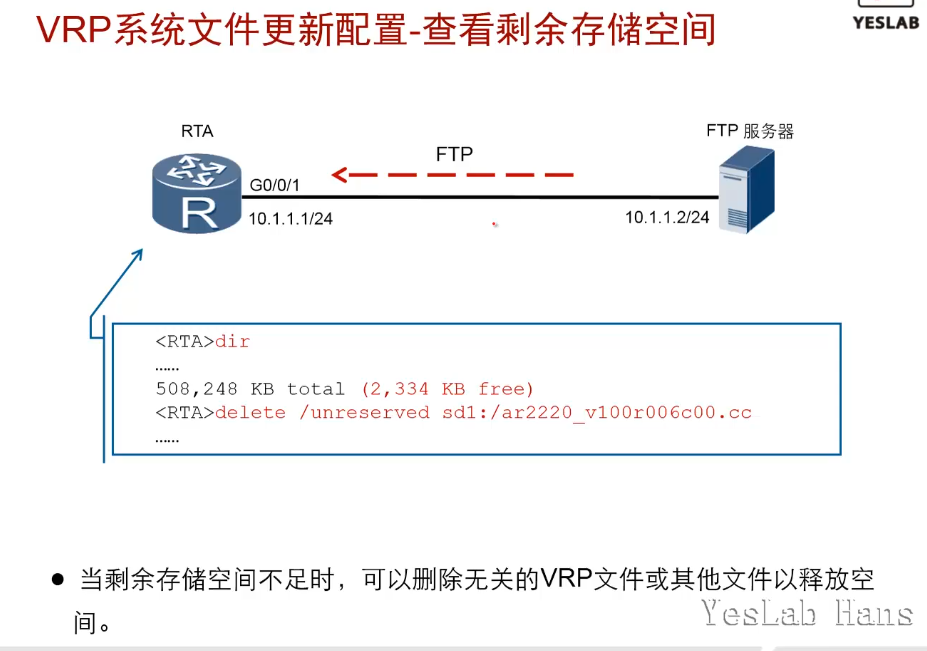 VRP系统文件更新配置-查看剩余存储空间
YESLAB
RTA
FTP 服务器
FTP
G0/0/1
R
10.1.1.1/24
10.1.1.2/24
<RTA>dir
……
508,248 KB total (2,334 KB free)
<RTA>delete /unreserved sd1:/ar2220_v100r006c00.cc
……
● 当剩余存储空间不足时，可以删除无关的VRP文件或其他文件以释放空
间。
YesLab Hans